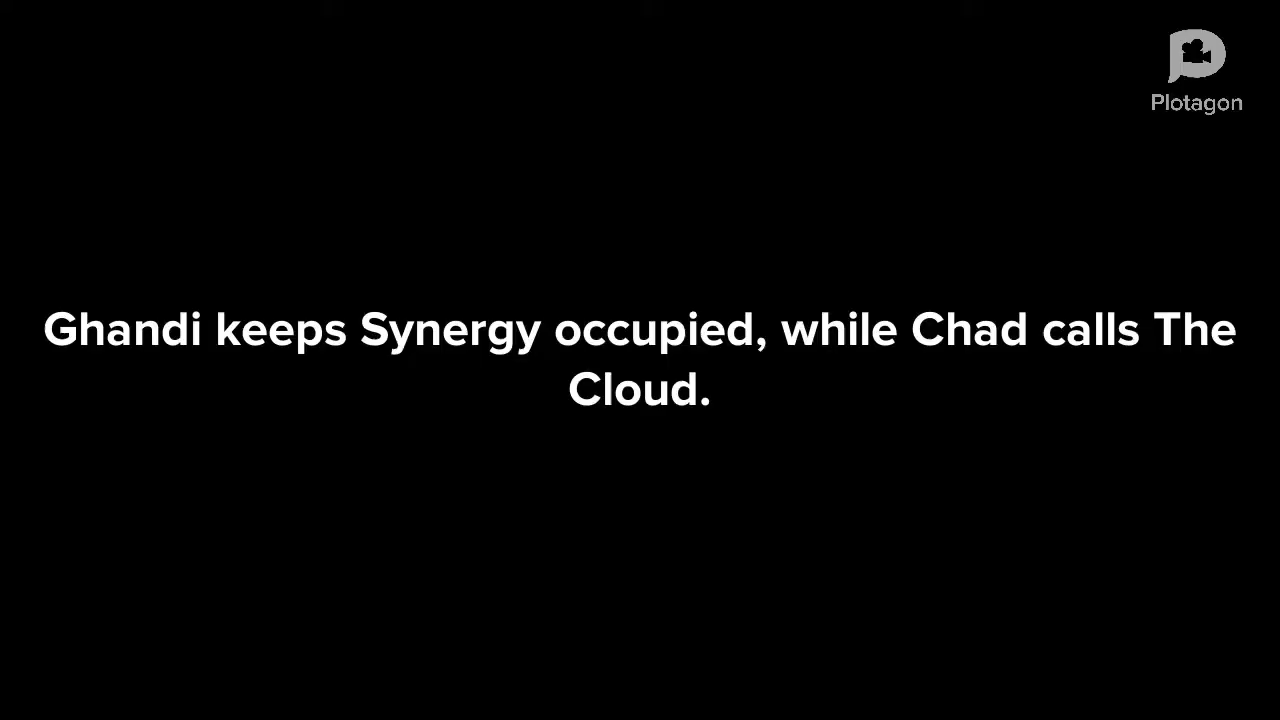 Plotagon
Ghandi keeps Synergy occupied, while Chad calls The
Cloud.